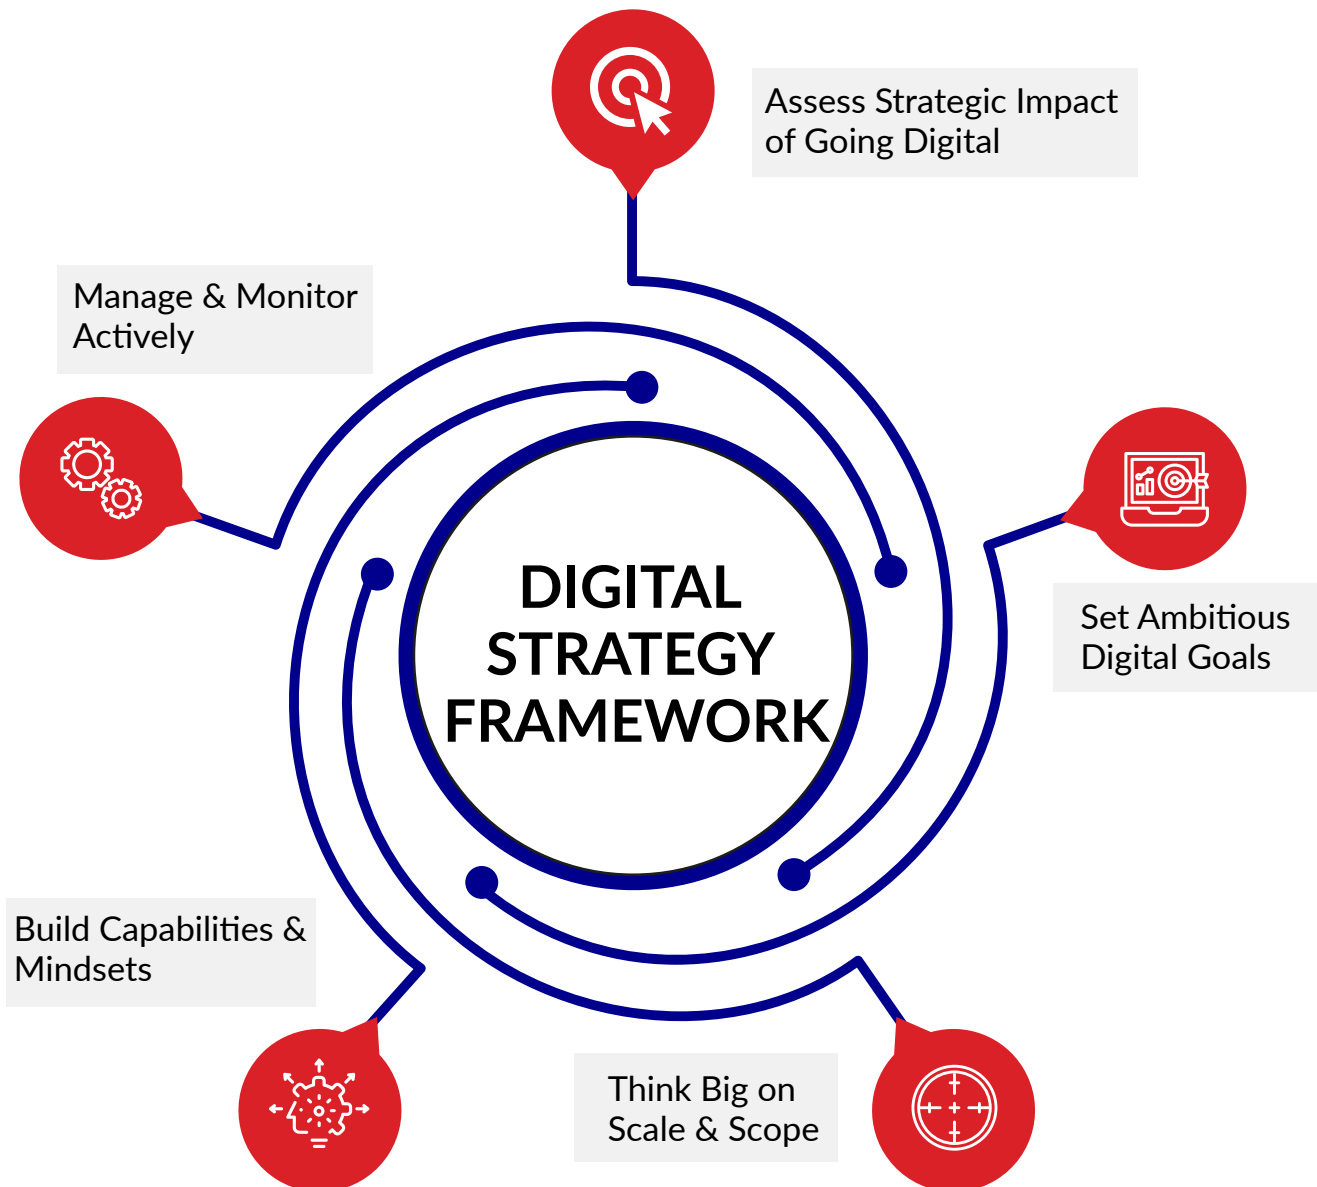 Assess Strategic Impact
of Going Digital
Manage & Monitor
Actively
DIGITAL
STRATEGY
FRAMEWORK
Set Ambitious
Digital Goals
Build Capabilities &
Mindsets
Think Big on
Scale & Scope